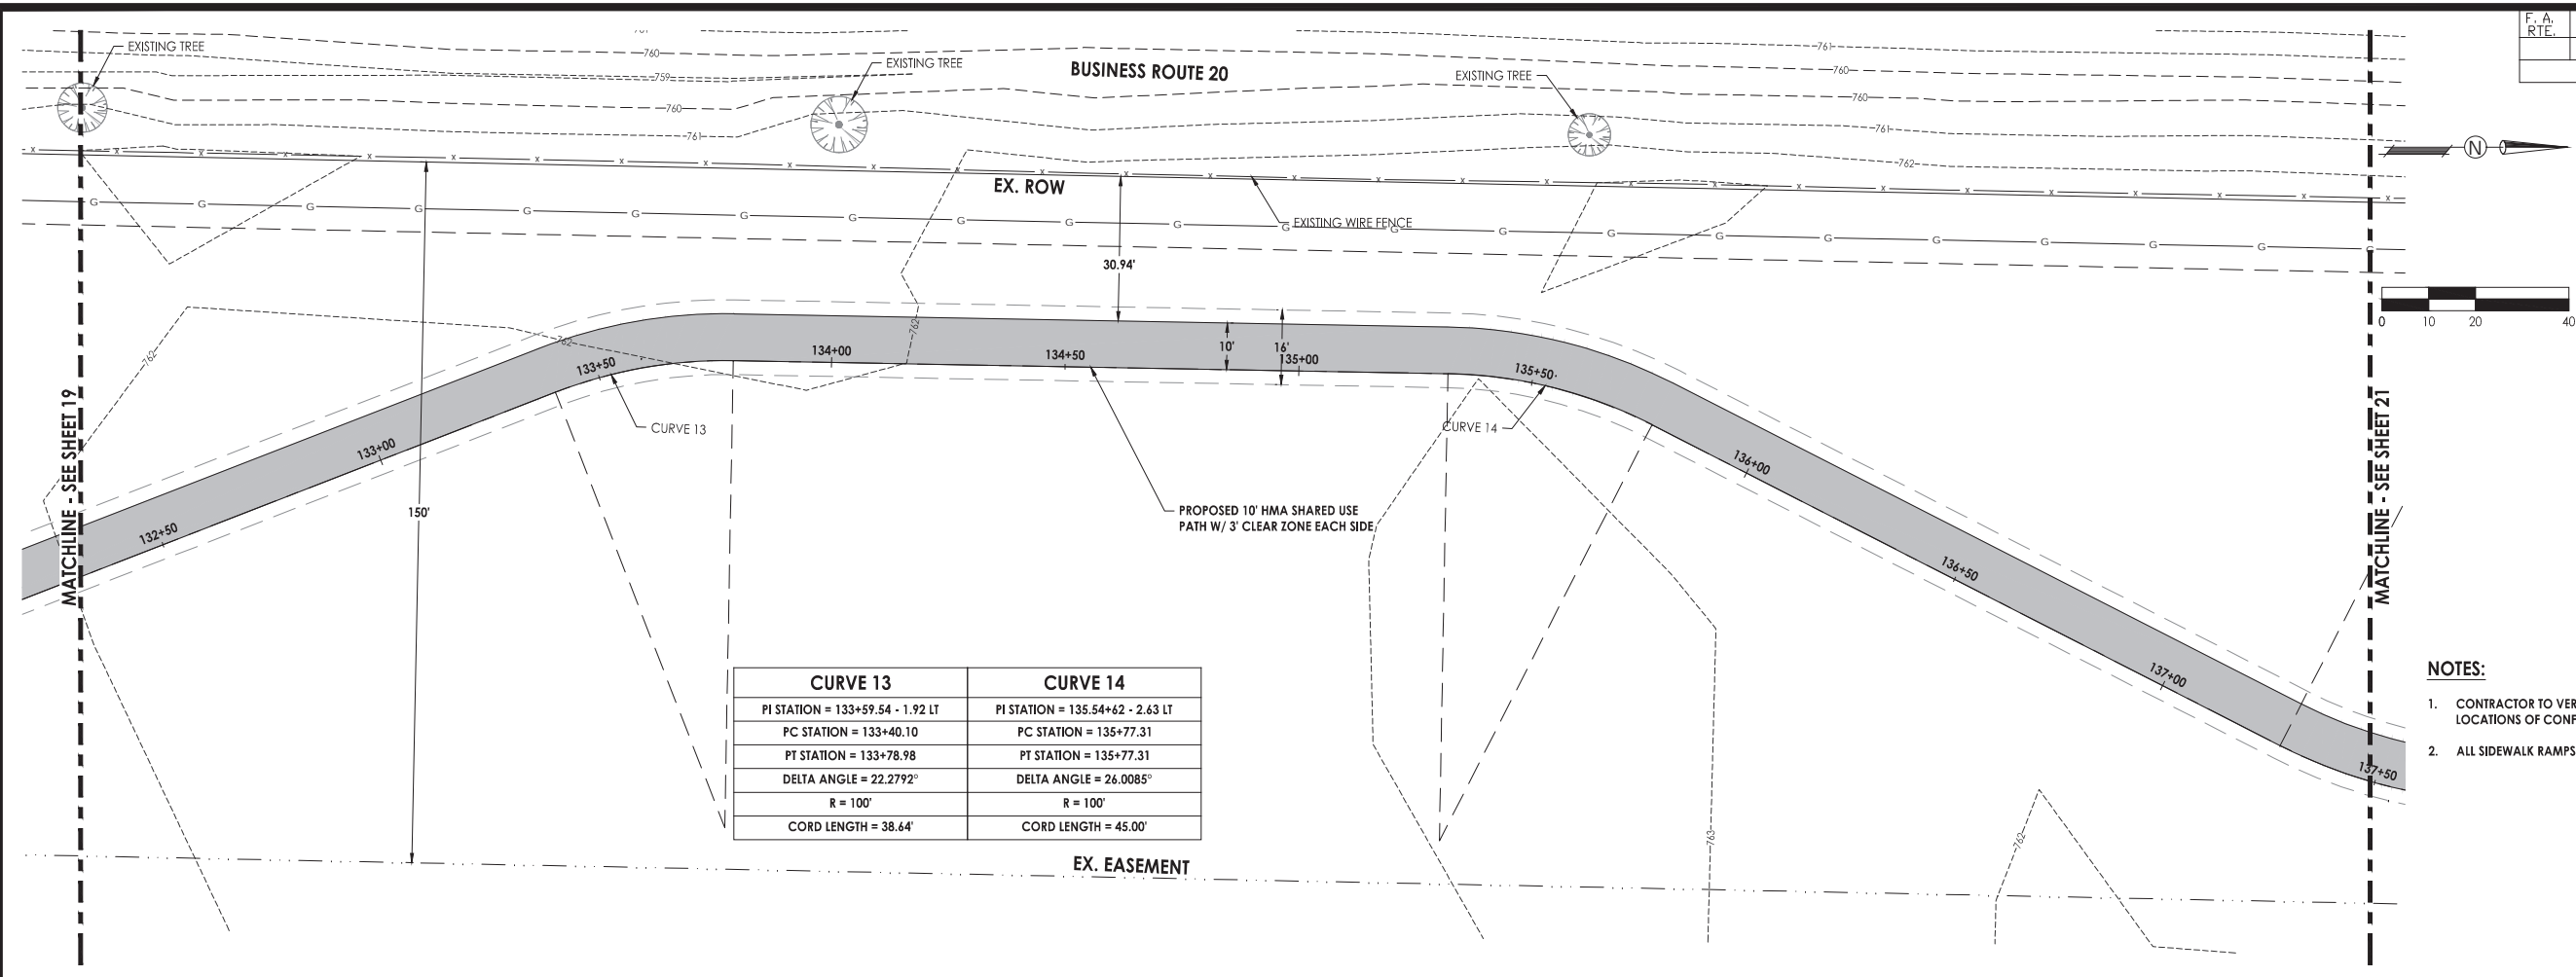 F. A.
RTE.
761
EXISTING TREE
760
EXISTING TREE
BUSINESS ROUTE 20
EXISTING TREE
761
760
759
760
760
761
761
762
N
EX. ROW
EXISTING WIRE FENCE
G G G G G G G G G G G G G G G G G G G G G G
30.94'
0 10 20 40
762
762
762
134+00
134+50
10'
16'
135+00
133+50
135+50
CURVE 13
CURVE 14
133+00
136+00
MATCHLINE - SEE SHEET 19
MATCHLINE - SEE SHEET 21
150'
PROPOSED 10' HMA SHARED USE
PATH W/ 3' CLEAR ZONE EACH SIDE
132+50
136+50
137+00
137+50
CURVE 13 CURVE 14
PI STATION = 133+59.54 - 1.92 LT PI STATION = 135.54+62 - 2.63 LT
PC STATION = 133+40.10 PC STATION = 135+77.31
PT STATION = 133+78.98 PT STATION = 135+77.31
DELTA ANGLE = 22.2792° DELTA ANGLE = 26.0085°
R = 100' R = 100'
CORD LENGTH = 38.64' CORD LENGTH = 45.00'
763
762
EX. EASEMENT
NOTES:
1. CONTRACTOR TO VER
LOCATIONS OF CONF
2. ALL SIDEWALK RAMPS